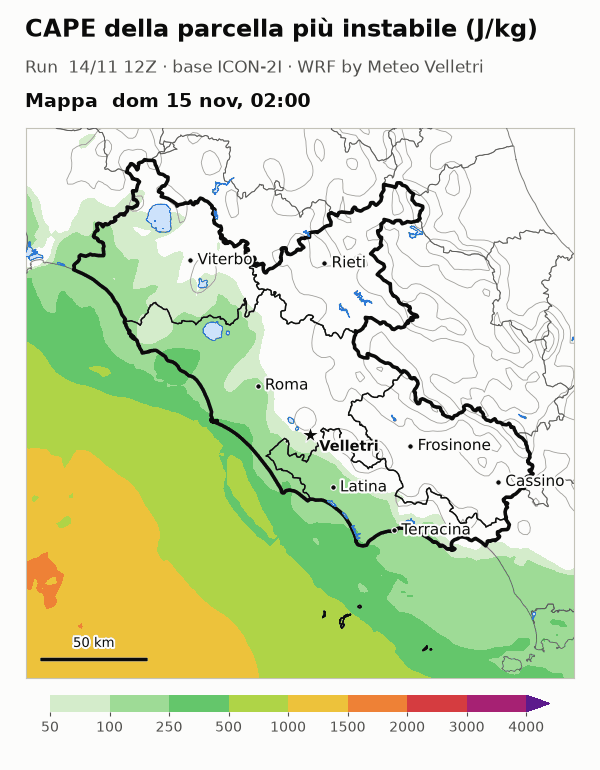 CAPE della parcella più instabile (J/kg)
Run  14/11 12Z · base ICON-2I · WRF by Meteo Velletri
Mappa  dom 15 nov, 02:00
Viterbo
Rieti
Roma
Velletri
Frosinone
Latina
Cassino
Terracina
50 km
50 100 250 500 1000 1500 2000 3000 4000